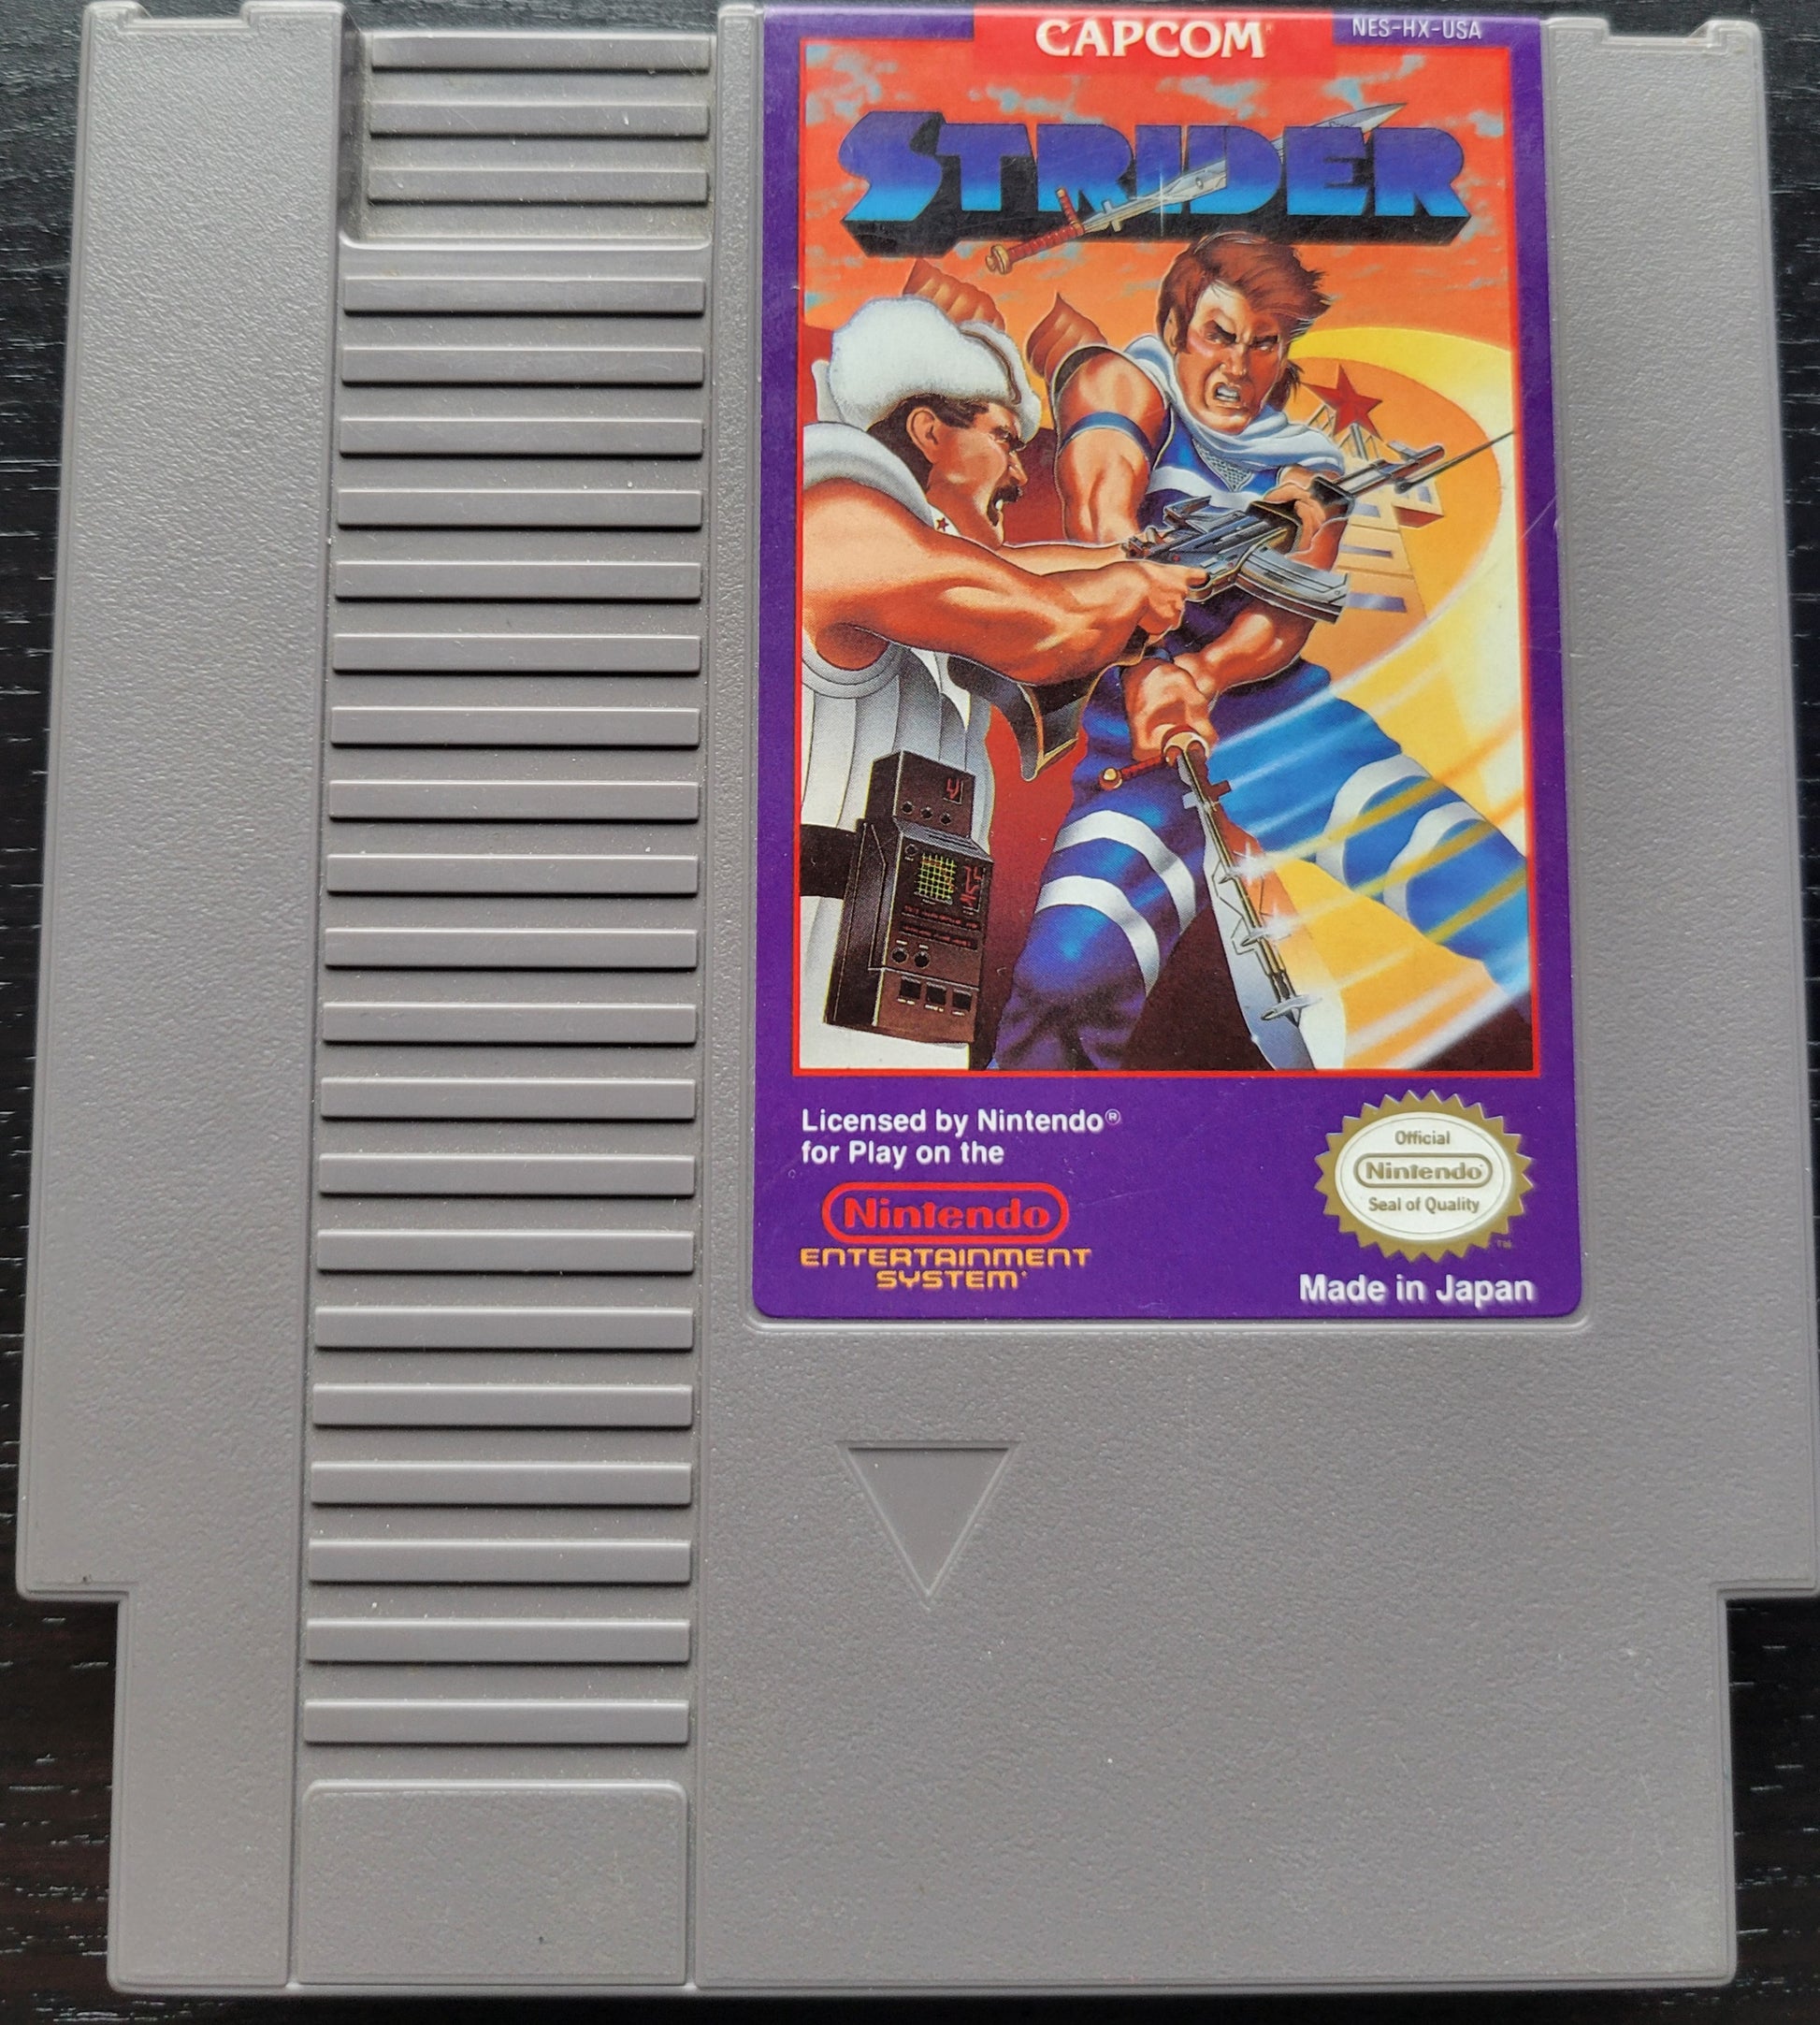 CAPCOM
NES-HX-USA
STRIDER
Licensed by Nintendo®
for Play on the
Nintendo
ENTERTAINMENT
SYSTEM
Official
Nintendo
Seal of Quality
TM
Made in Japan